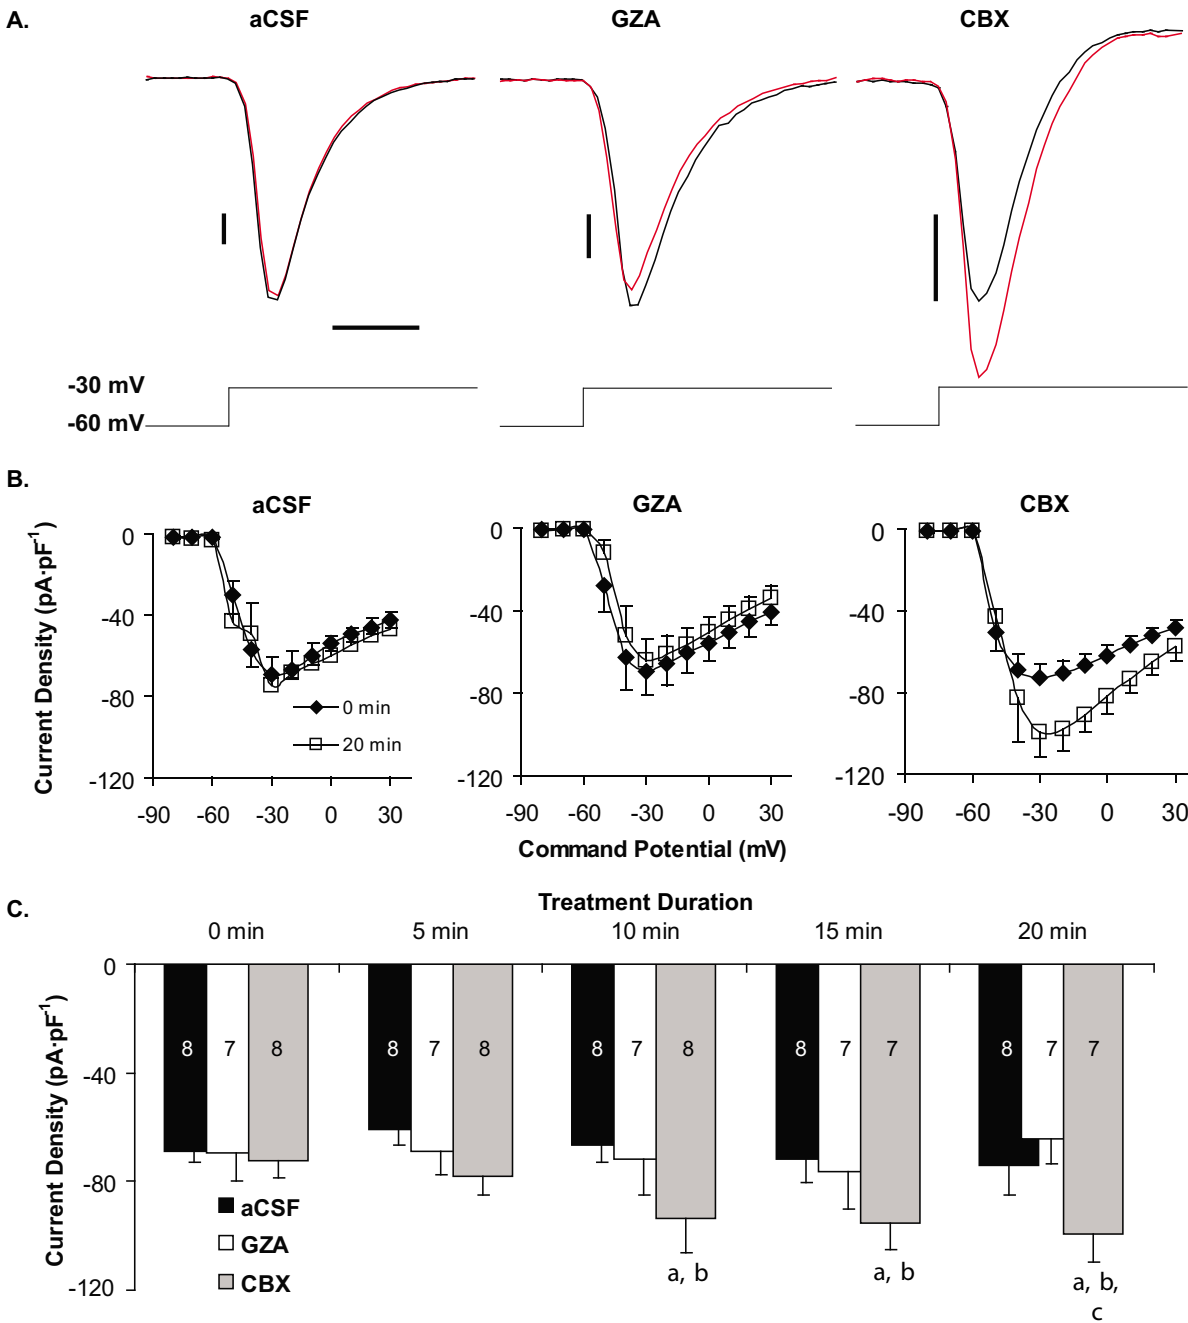 A.
aCSF GZA CBX
-30 mV
-60 mV
B.
aCSF GZA CBX
Current Density (pA·pF⁻¹)
0
-40
-80
-120
-90 -60 -30 0 30
0 min
20 min
0
-40
-80
-120
-90 -60 -30 0 30
0
-40
-80
-120
-90 -60 -30 0 30
Command Potential (mV)
C.
Treatment Duration
0 min 5 min 10 min 15 min 20 min
Current Density (pA·pF⁻¹)
0
-40
-80
-120
8 7 8 8 7 8 8 7 8 8 7 7 8 7 7
aCSF
GZA
CBX
a, b
a, b
a, b,
c